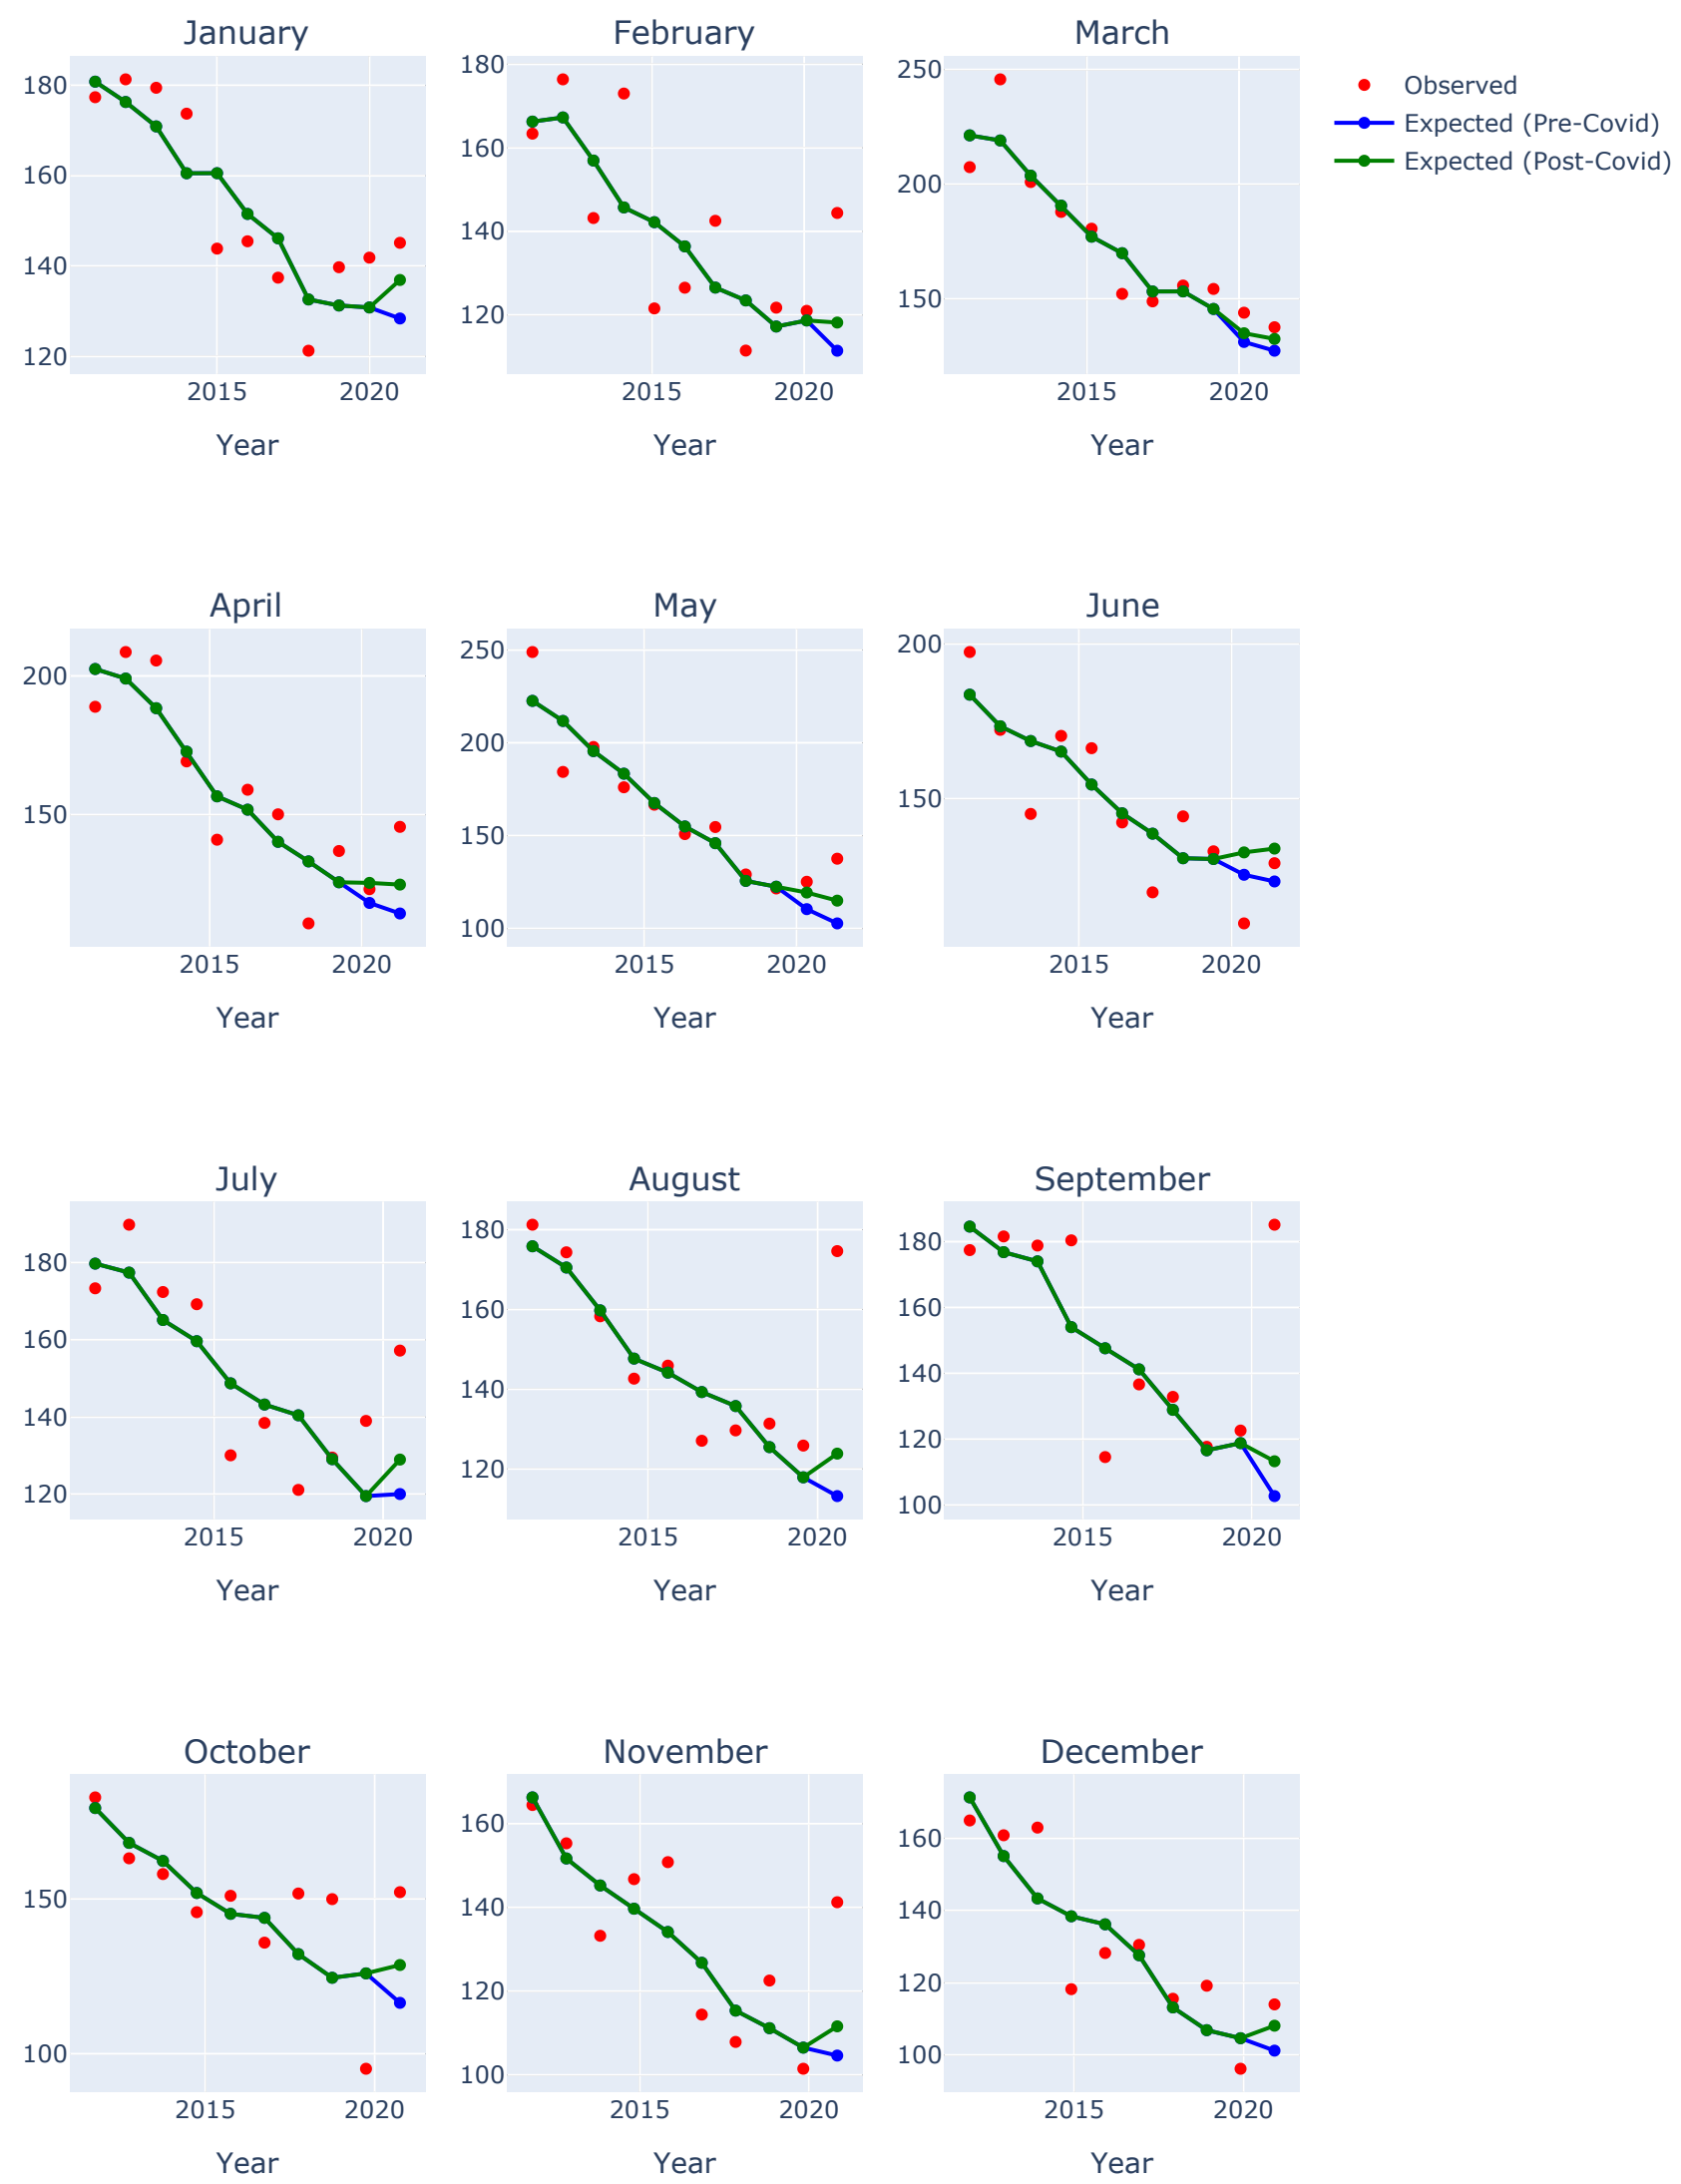 January
February
March
180
160
140
120
2015
2020
Year
180
160
140
120
2015
2020
Year
250
200
150
2015
2020
Year
Observed
Expected (Pre-Covid)
Expected (Post-Covid)
April
May
June
200
150
2015
2020
Year
250
200
150
100
2015
2020
Year
200
150
2015
2020
Year
July
August
September
180
160
140
120
2015
2020
Year
180
160
140
120
2015
2020
Year
180
160
140
120
100
2015
2020
Year
October
November
December
150
100
2015
2020
Year
160
140
120
100
2015
2020
Year
160
140
120
100
2015
2020
Year